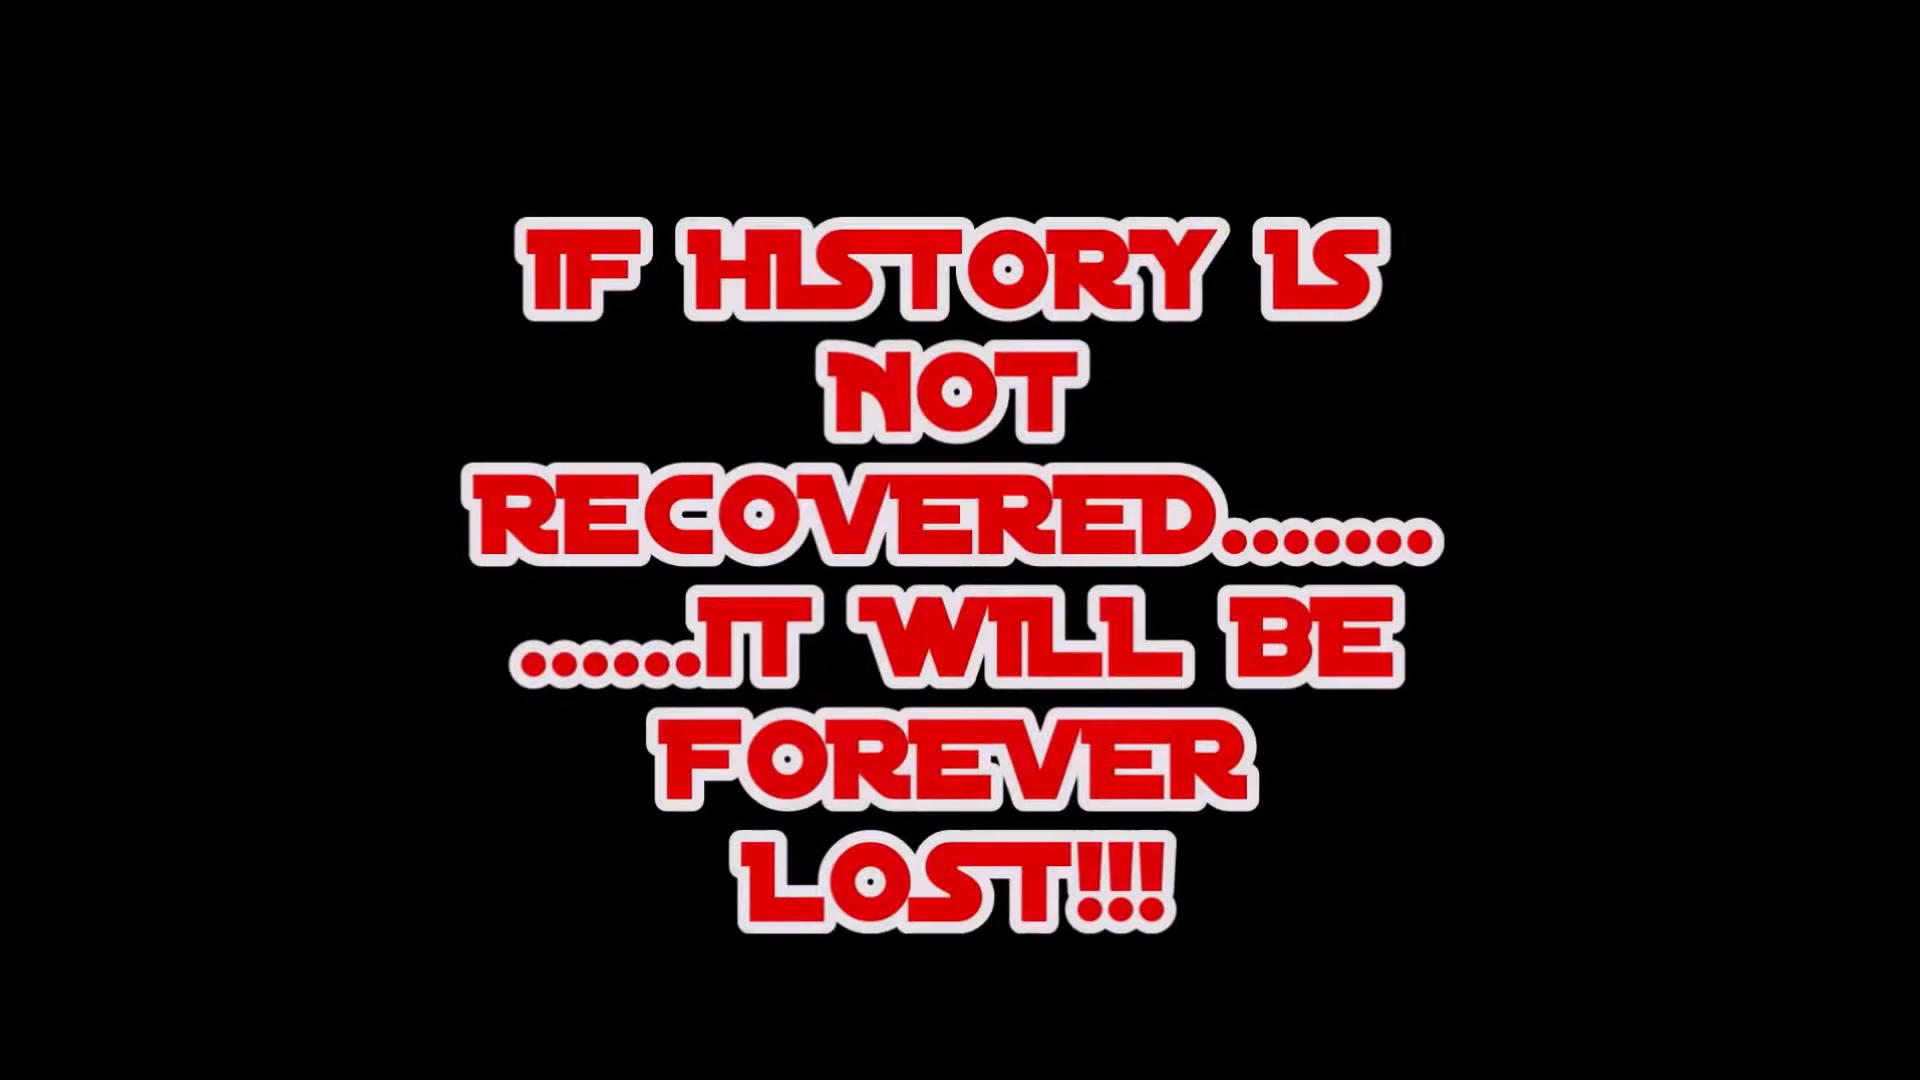 IF HISTORY IS
NOT
RECOVERED.......
......IT WILL BE
FOREVER
LOST!!!